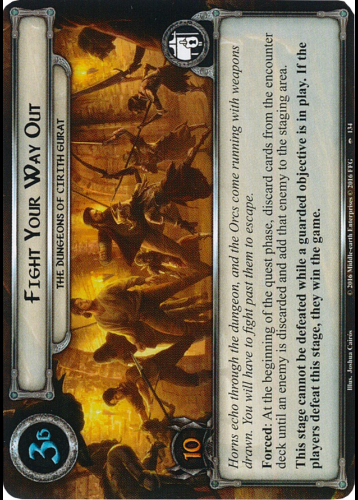 3B
FIGHT YOUR WAY OUT
THE DUNGEONS OF CIRITH GURAT
10
Horns echo through the dungeon, and the Orcs come running with weapons
drawn. You will have to fight past them to escape.
Forced: At the beginning of the quest phase, discard cards from the encounter
deck until an enemy is discarded and add that enemy to the staging area.
This stage cannot be defeated while a guarded objective is in play. If the
players defeat this stage, they win the game.
Illus. Joshua Cairós © 2016 Middle-earth Enterprises © 2016 FFG 134